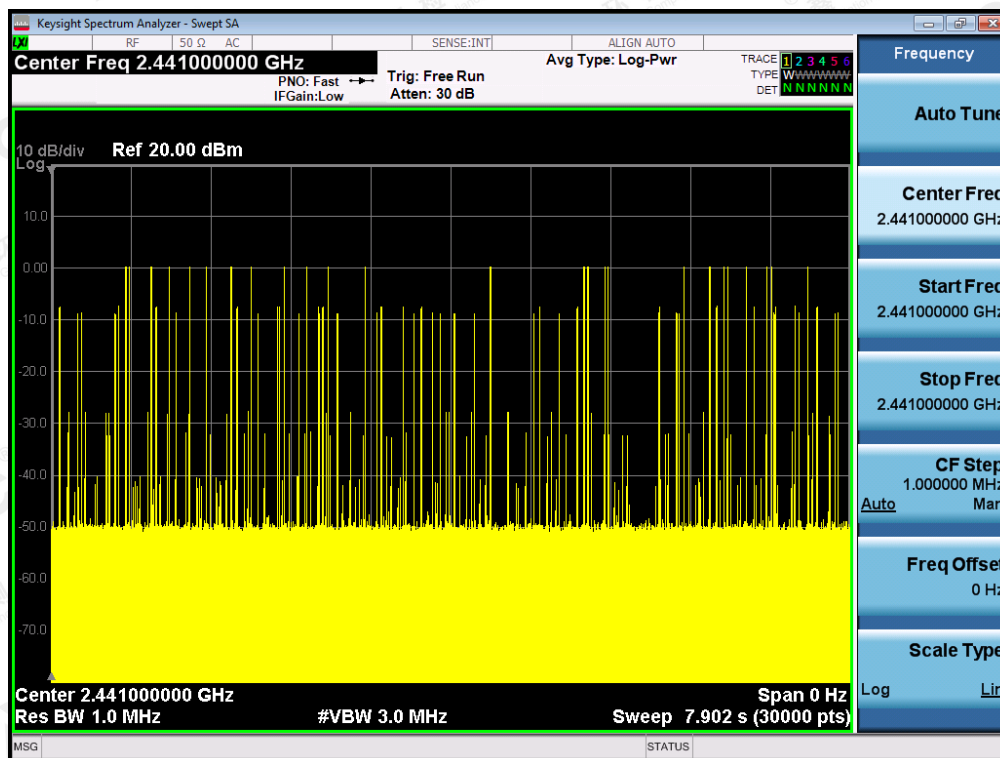 Keysight Spectrum Analyzer - Swept SA
LXI RF 50 Ω AC SENSE:INT ALIGN AUTO
Center Freq 2.441000000 GHz
PNO: Fast
IFGain:Low
Trig: Free Run
Atten: 30 dB
Avg Type: Log-Pwr
TRACE 1 2 3 4 5 6
TYPE W W W W W W
DET N N N N N N
10 dB/div Ref 20.00 dBm
Log
10.0
0.00
-10.0
-20.0
-30.0
-40.0
-50.0
-60.0
-70.0
Center 2.441000000 GHz Span 0 Hz
Res BW 1.0 MHz #VBW 3.0 MHz Sweep 7.902 s (30000 pts)
MSG STATUS
Frequency
Auto Tune
Center Freq
2.441000000 GHz
Start Freq
2.441000000 GHz
Stop Freq
2.441000000 GHz
CF Step
1.000000 MHz
Auto Man
Freq Offset
0 Hz
Scale Type
Log Lin